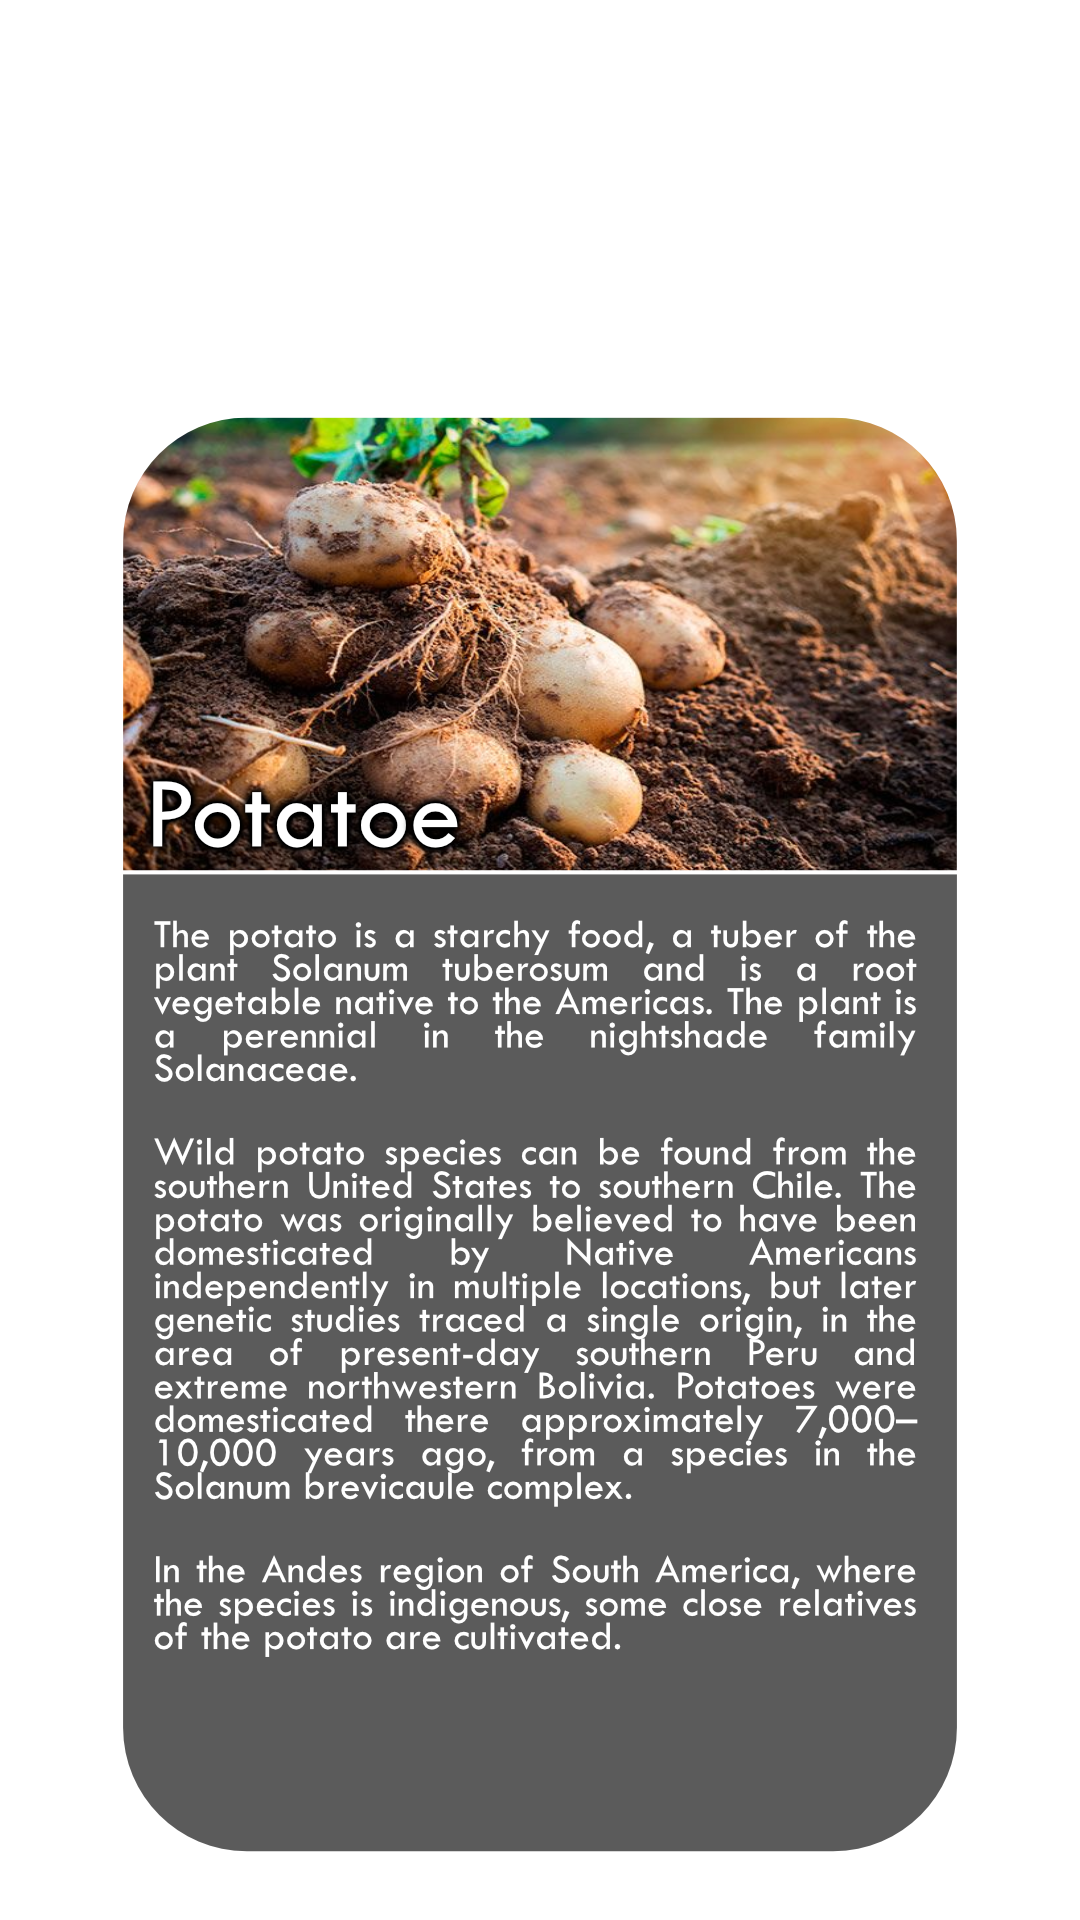 Potatoe
The potato is a starchy food, a tuber of the
plant Solanum tuberosum and is a root
vegetable native to the Americas. The plant is
a perennial in the nightshade family
Solanaceae.
Wild potato species can be found from the
southern United States to southern Chile. The
potato was originally believed to have been
domesticated by Native Americans
independently in multiple locations, but later
genetic studies traced a single origin, in the
area of present-day southern Peru and
extreme northwestern Bolivia. Potatoes were
domesticated there approximately 7,000–
10,000 years ago, from a species in the
Solanum brevicaule complex.
In the Andes region of South America, where
the species is indigenous, some close relatives
of the potato are cultivated.